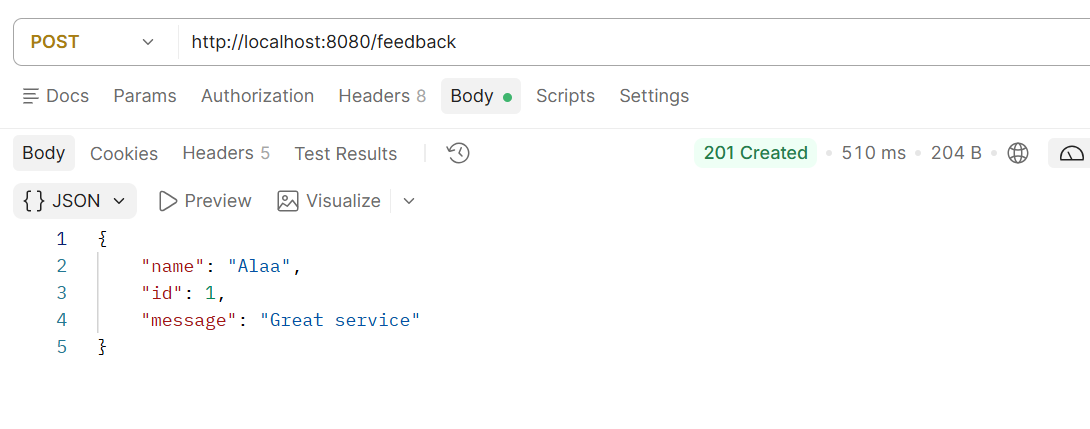 POST http://localhost:8080/feedback
Docs Params Authorization Headers 8 Body Scripts Settings
Body Cookies Headers 5 Test Results 201 Created 510 ms 204 B
{} JSON Preview Visualize
1 {
2 "name": "Alaa",
3 "id": 1,
4 "message": "Great service"
5 }